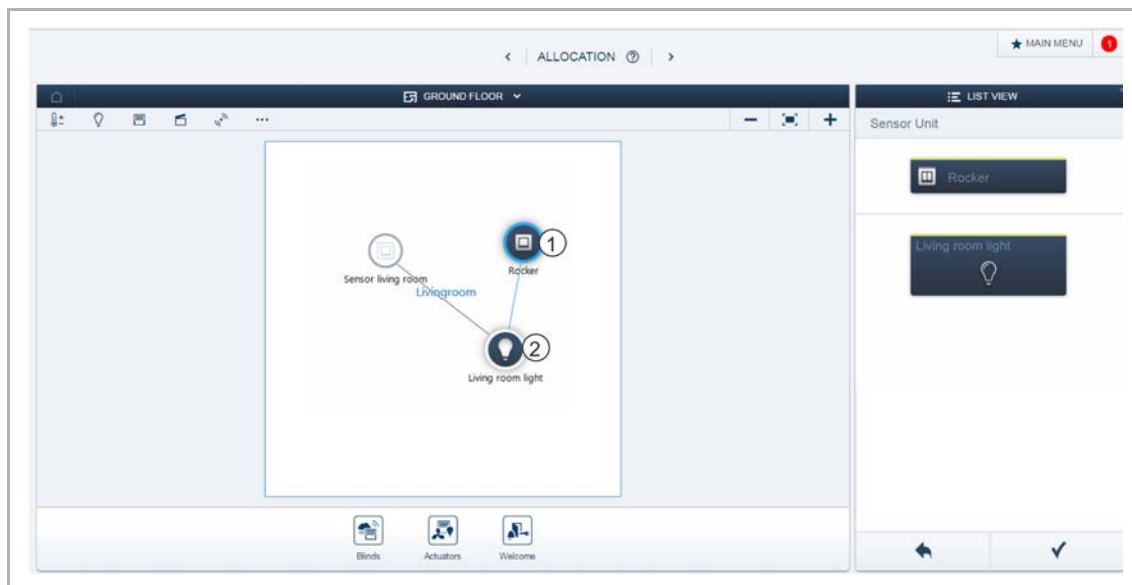 ALLOCATION
MAIN MENU
1
GROUND FLOOR
LIST VIEW
Sensor Unit
Rocker
Living room light
1
Rocker
Sensor living room
Livingroom
2
Living room light
Blinds
Actuators
Welcome